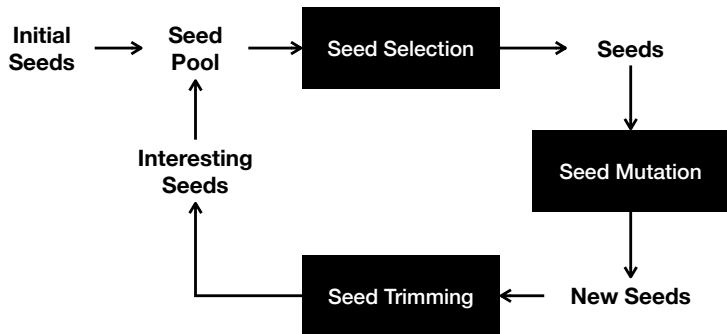 Initial
Seeds
Seed
Pool
Seed Selection
Seeds
Interesting
Seeds
Seed Mutation
Seed Trimming
New Seeds